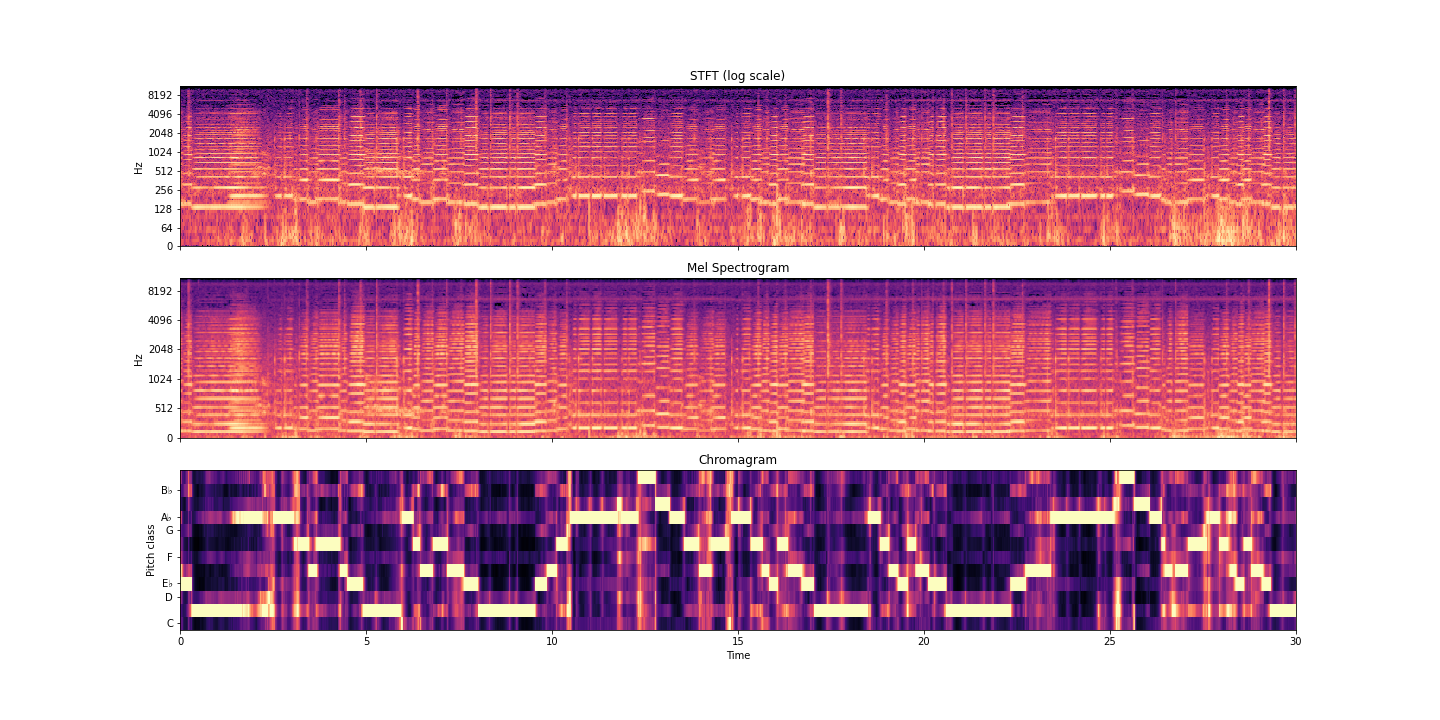 STFT (log scale)
8192
4096
2048
1024
512
256
128
64
0
Hz
Mel Spectrogram
8192
4096
2048
1024
512
0
Hz
Chromagram
B♭
A♭
G
F
E♭
D
C
Pitch class
0 5 10 15 20 25 30
Time